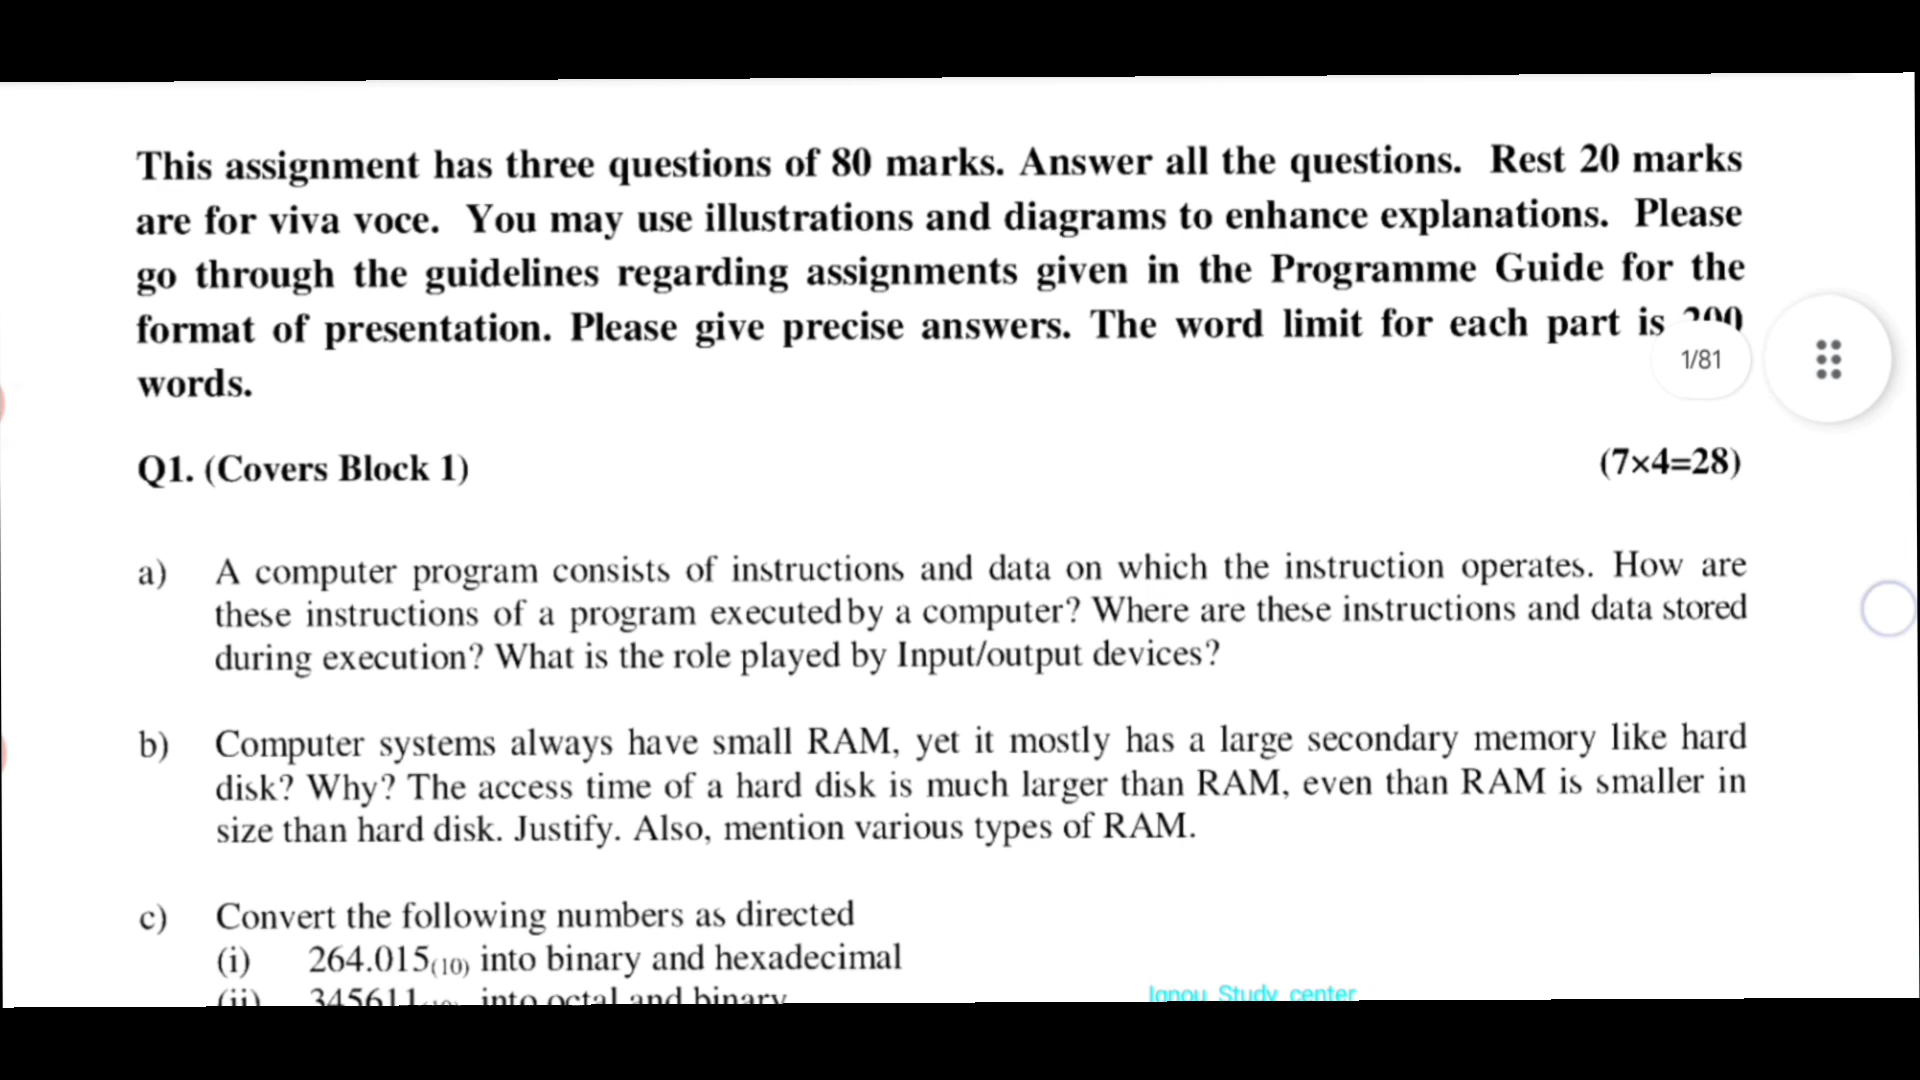 This assignment has three questions of 80 marks. Answer all the questions. Rest 20 marks
are for viva voce. You may use illustrations and diagrams to enhance explanations. Please
go through the guidelines regarding assignments given in the Programme Guide for the
format of presentation. Please give precise answers. The word limit for each part is
words.
1/81
Q1. (Covers Block 1) (7×4=28)
a) A computer program consists of instructions and data on which the instruction operates. How are
these instructions of a program executed by a computer? Where are these instructions and data stored
during execution? What is the role played by Input/output devices?
b) Computer systems always have small RAM, yet it mostly has a large secondary memory like hard
disk? Why? The access time of a hard disk is much larger than RAM, even than RAM is smaller in
size than hard disk. Justify. Also, mention various types of RAM.
c) Convert the following numbers as directed
(i) 264.015(10) into binary and hexadecimal
(ii) 345611(10) into octal and binary
Ignou Study center